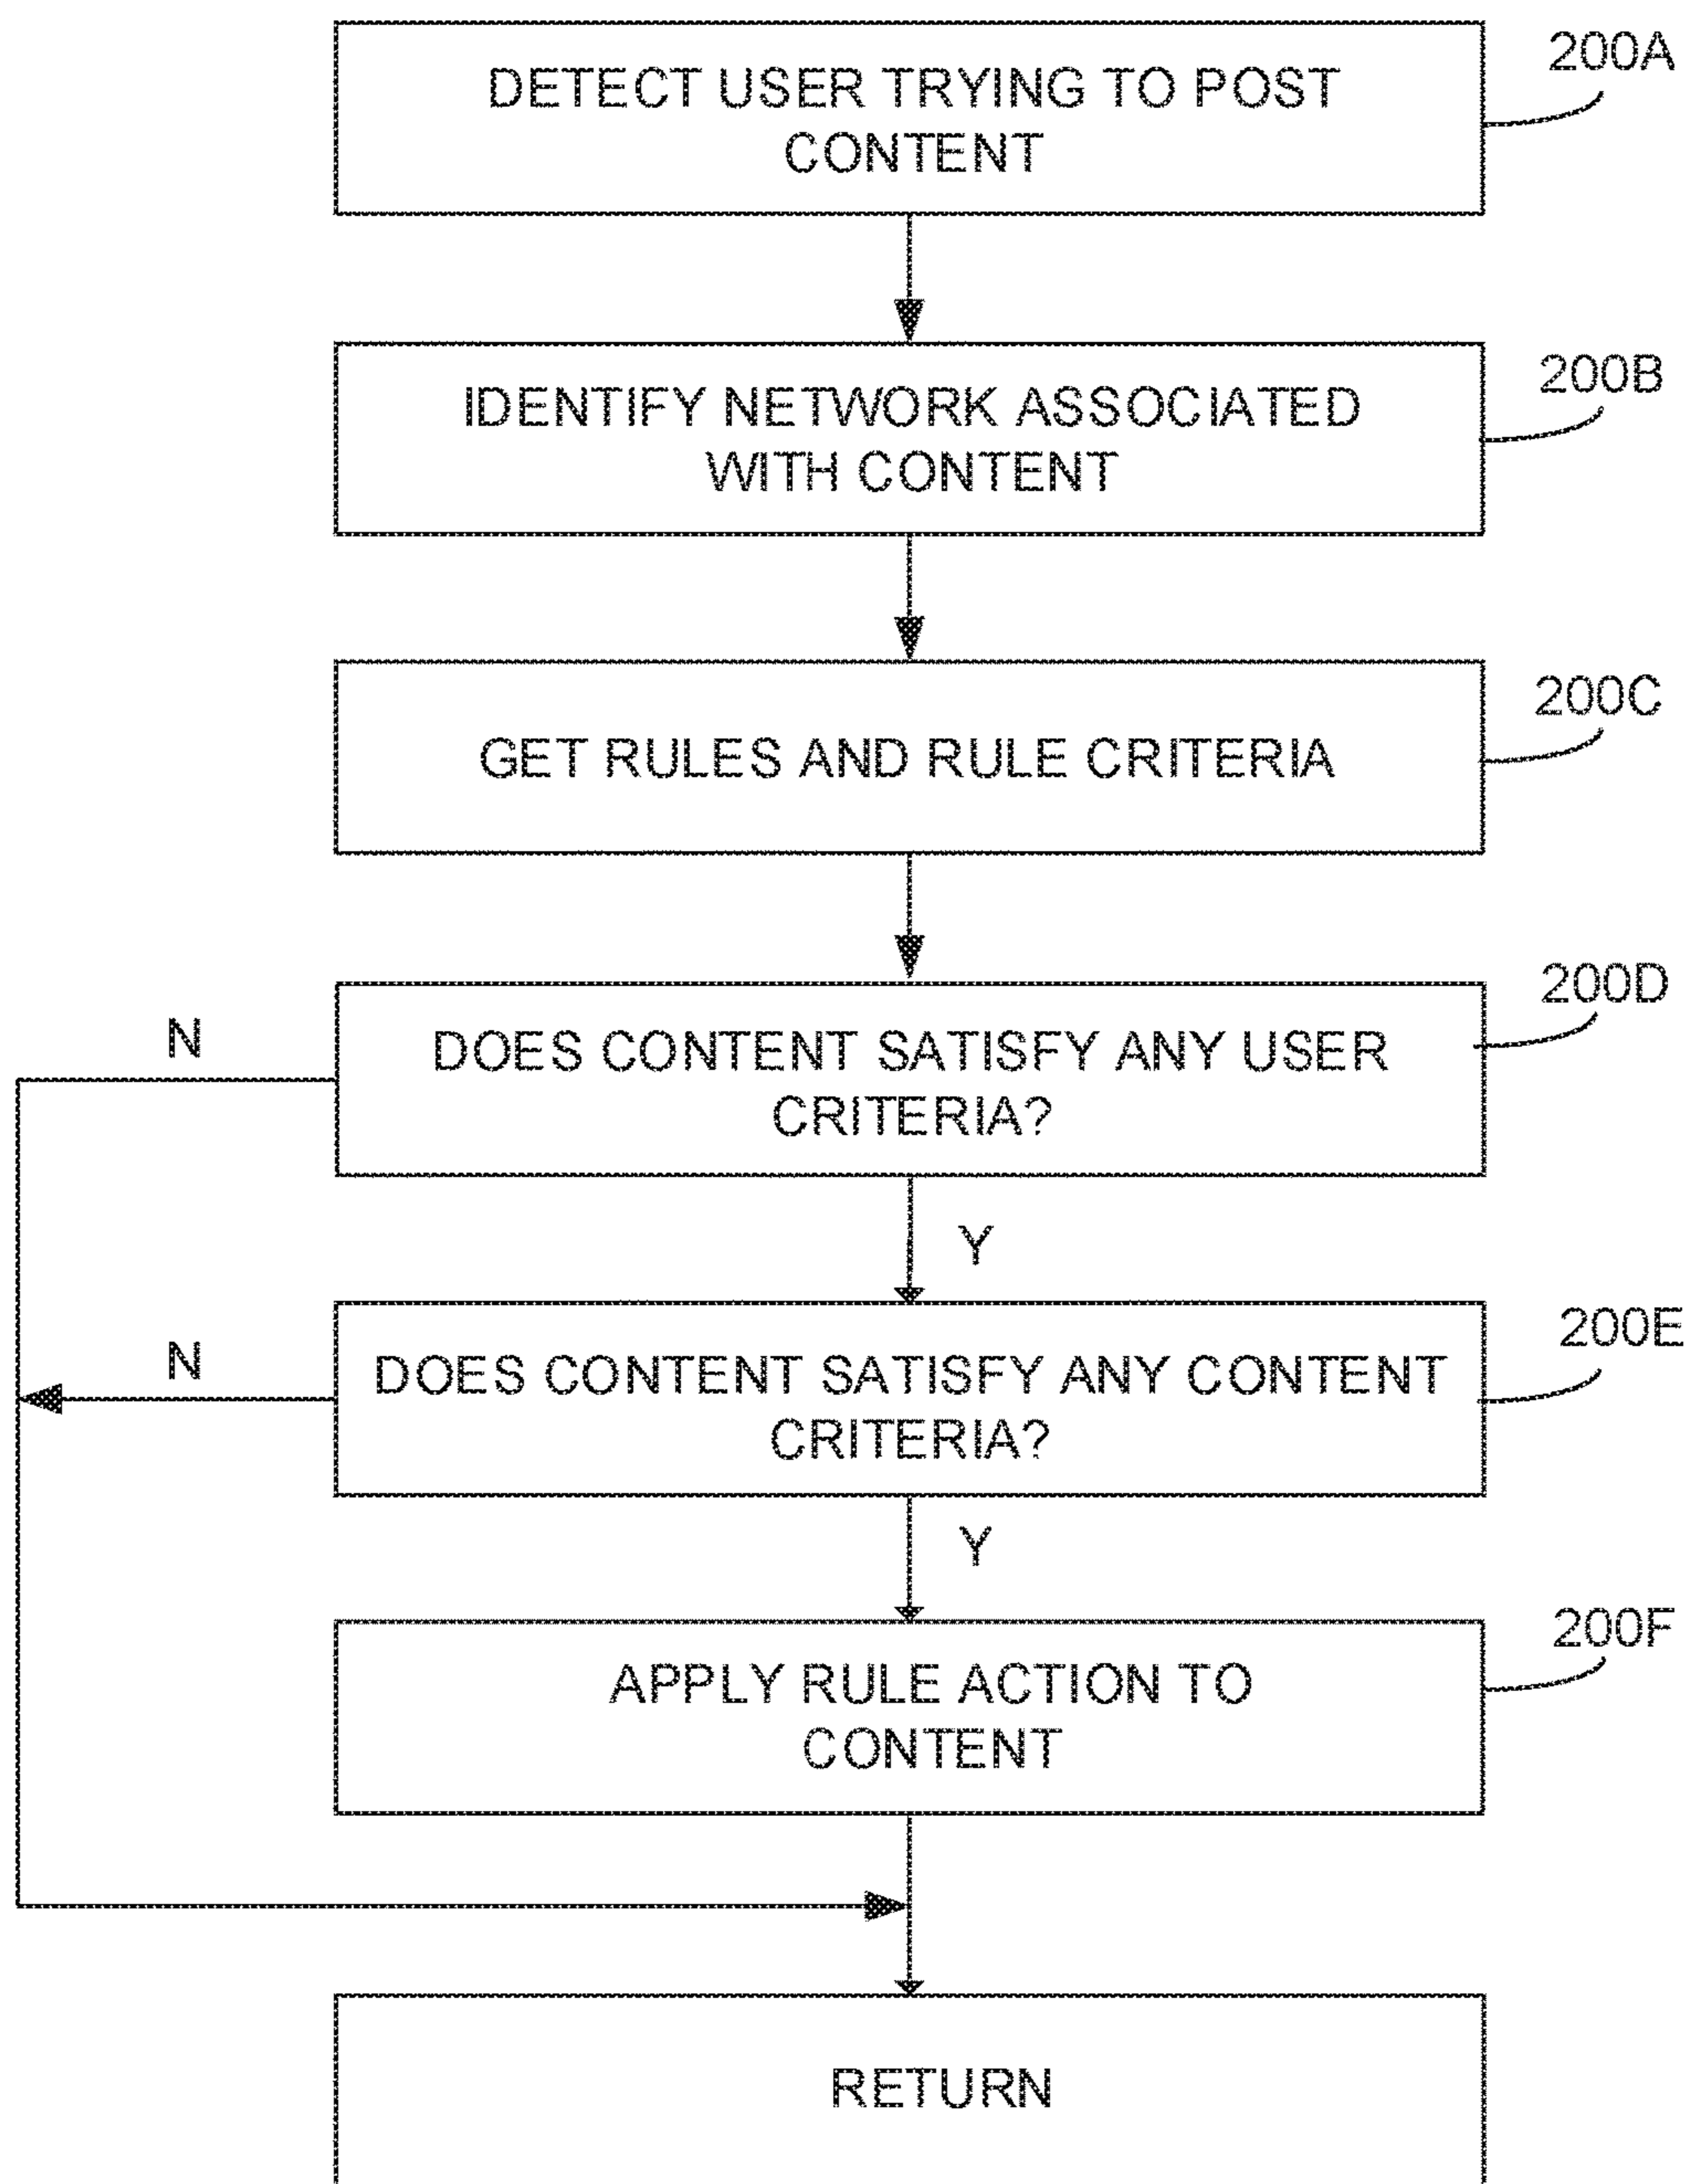 200A
DETECT USER TRYING TO POST
CONTENT
200B
IDENTIFY NETWORK ASSOCIATED
WITH CONTENT
200C
GET RULES AND RULE CRITERIA
200D
N
DOES CONTENT SATISFY ANY USER
CRITERIA?
Y
200E
N
DOES CONTENT SATISFY ANY CONTENT
CRITERIA?
Y
200F
APPLY RULE ACTION TO
CONTENT
RETURN